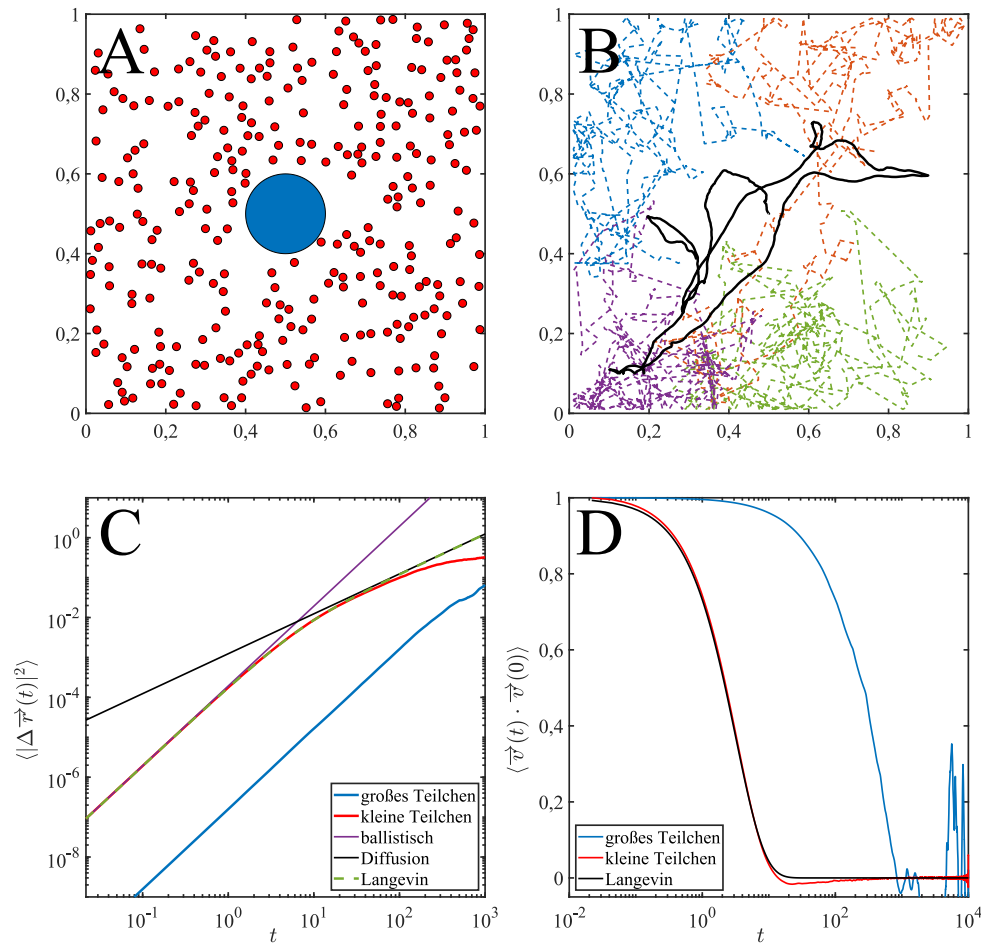 A
1
0,8
0,6
0,4
0,2
0
0 0,2 0,4 0,6 0,8 1
B
1
0,8
0,6
0,4
0,2
0
0 0,2 0,4 0,6 0,8 1
C
10^0
10^-2
10^-4
10^-6
10^-8
⟨|Δr⃗(t)|²⟩
großes Teilchen
kleine Teilchen
ballistisch
Diffusion
Langevin
10^-1 10^0 10^1 10^2 10^3
t
D
1
0,8
0,6
0,4
0,2
0
⟨v⃗(t) · v⃗(0)⟩
großes Teilchen
kleine Teilchen
Langevin
10^-2 10^0 10^2 10^4
t